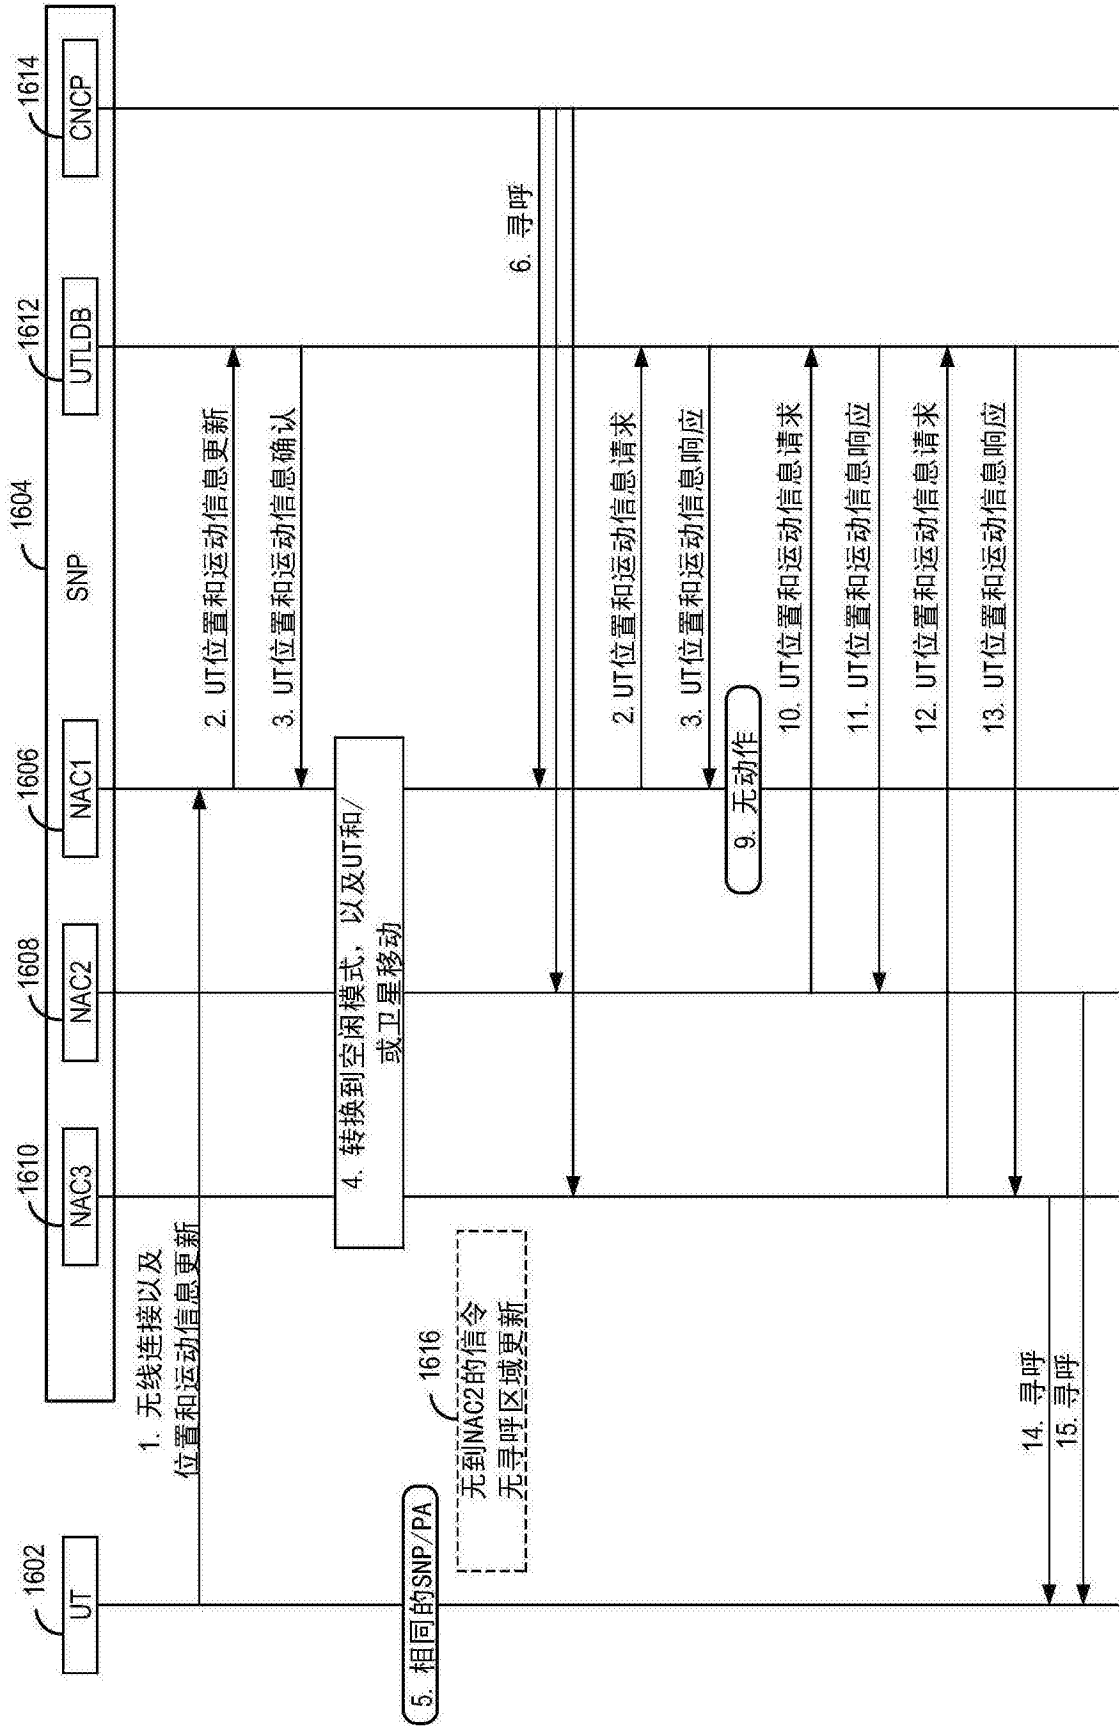 1604
SNP
1602
UT
1610
NAC3
1608
NAC2
1606
NAC1
1612
UTLDB
1614
CNCP
1. 无线连接以及
位置和运动信息更新
2. UT位置和运动信息更新
3. UT位置和运动信息确认
4. 转换到空闲模式, 以及UT和/
或卫星移动
5. 相同的SNP/PA
1616
无到NAC2的信令
无寻呼区域更新
6. 寻呼
2. UT位置和运动信息请求
3. UT位置和运动信息响应
9. 无动作
10. UT位置和运动信息请求
11. UT位置和运动信息响应
12. UT位置和运动信息请求
13. UT位置和运动信息响应
14. 寻呼
15. 寻呼